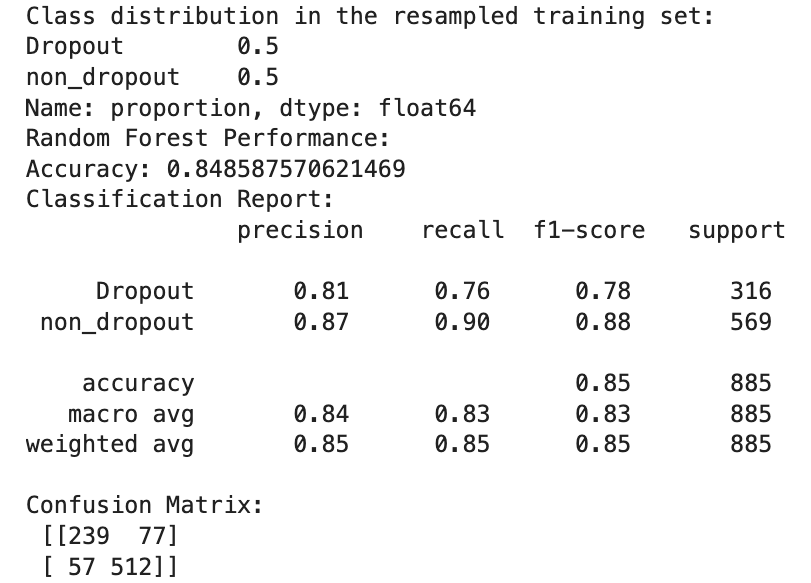 Class distribution in the resampled training set:
Dropout        0.5
non_dropout    0.5
Name: proportion, dtype: float64
Random Forest Performance:
Accuracy: 0.848587570621469
Classification Report:
               precision    recall  f1-score   support
     Dropout       0.81      0.76      0.78       316
 non_dropout       0.87      0.90      0.88       569
    accuracy                           0.85       885
   macro avg       0.84      0.83      0.83       885
weighted avg       0.85      0.85      0.85       885
Confusion Matrix:
 [[239  77]
 [ 57 512]]